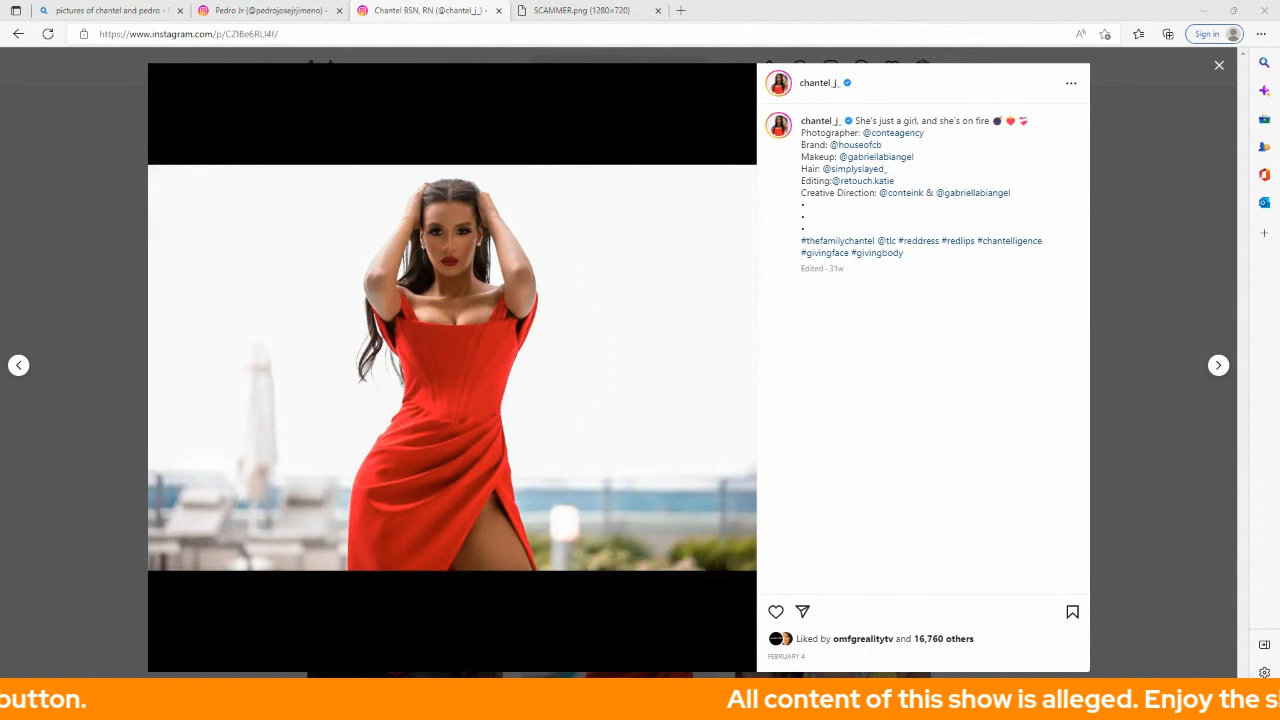 pictures of chantel and pedro - S
Pedro Jr (@pedrojosejrjimeno) •
Chantel BSN, RN (@chantel_j_) •
SCAMMER.png (1280×720)
https://www.instagram.com/p/CZIBe6RLl4f/
Sign in
chantel_j_
chantel_j_ She's just a girl, and she's on fire 💣 ❤️‍🔥 ❤️‍🩹
Photographer: @conteagency
Brand: @houseofcb
Makeup: @gabriellabiangel
Hair: @simplyslayed_
Editing:@retouch.katie
Creative Direction: @conteink & @gabriellabiangel
•
•
•
#thefamilychantel @tlc #reddress #redlips #chantelligence
#givingface #givingbody
Edited · 31w
Liked by omfgrealitytv and 16,760 others
FEBRUARY 4
button.
All content of this show is alleged. Enjoy the s